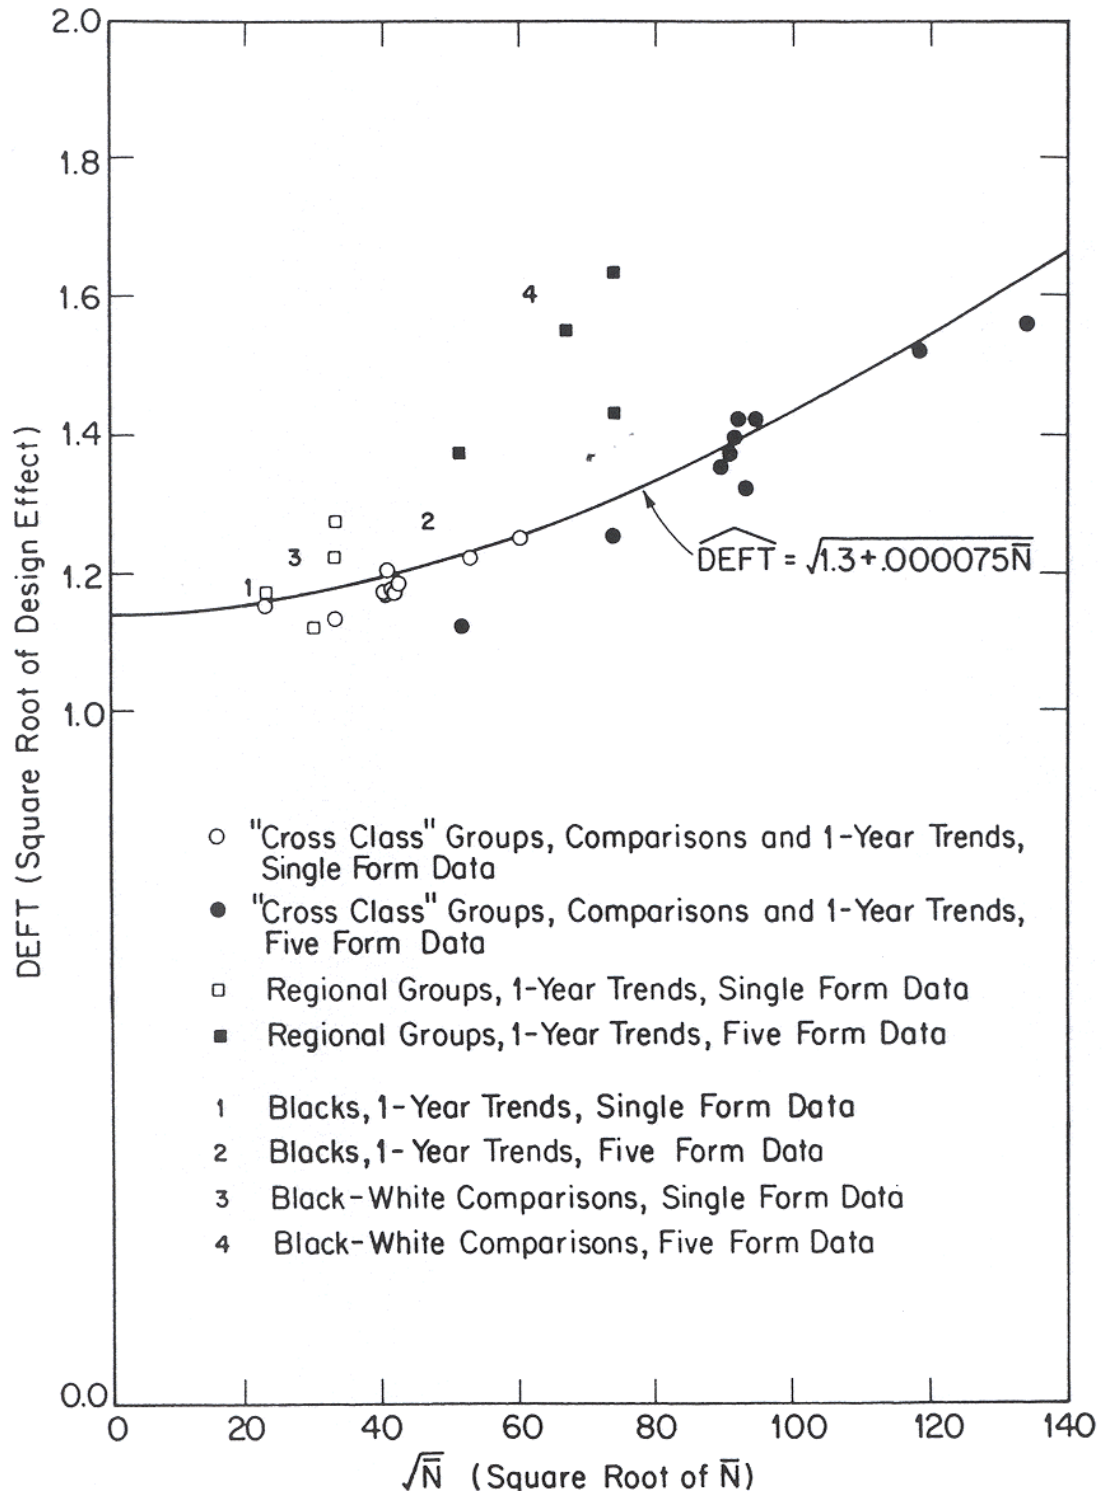 2.0
1.8
1.6
1.4
1.2
1.0
0.0
DEFT (Square Root of Design Effect)
4
2
3
1
DEFT = √1.3+.000075N̅
○ "Cross Class" Groups, Comparisons and 1-Year Trends,
Single Form Data
● "Cross Class" Groups, Comparisons and 1-Year Trends,
Five Form Data
□ Regional Groups, 1-Year Trends, Single Form Data
■ Regional Groups, 1-Year Trends, Five Form Data
1 Blacks, 1-Year Trends, Single Form Data
2 Blacks, 1-Year Trends, Five Form Data
3 Black-White Comparisons, Single Form Data
4 Black-White Comparisons, Five Form Data
0 20 40 60 80 100 120 140
√N̅ (Square Root of N̅)